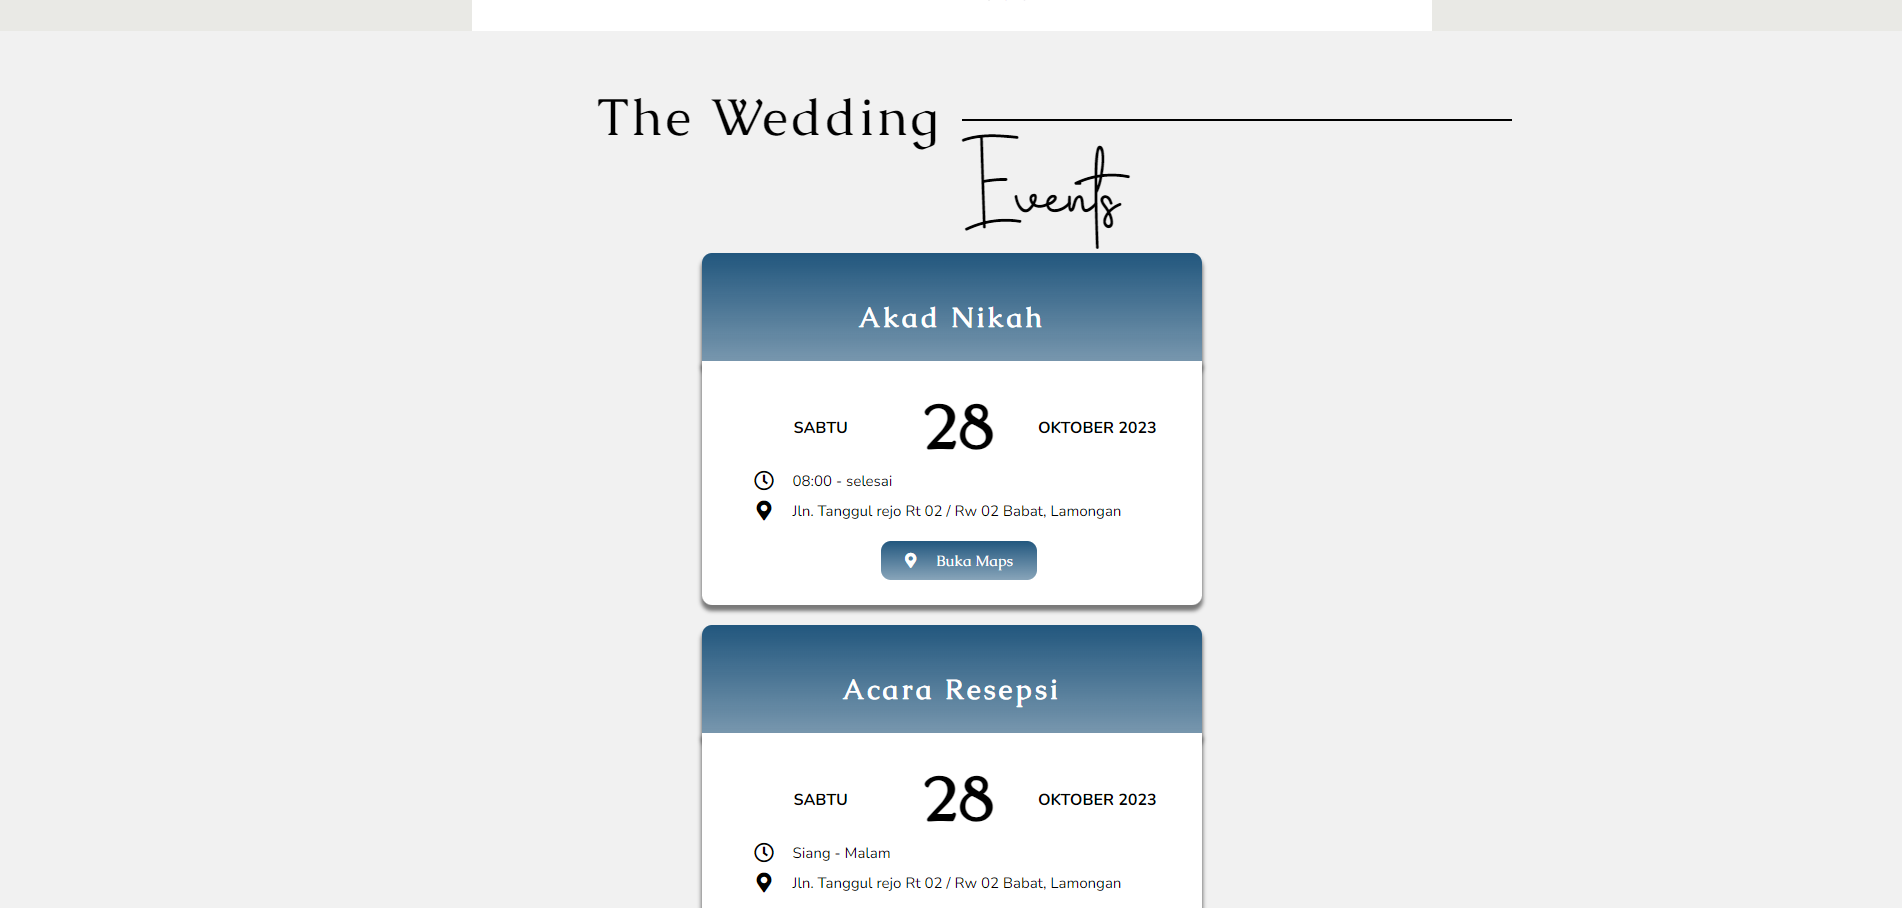 The Wedding
Events
Akad Nikah
SABTU 28 OKTOBER 2023
08:00 - selesai
Jln. Tanggul rejo Rt 02 / Rw 02 Babat, Lamongan
Buka Maps
Acara Resepsi
SABTU 28 OKTOBER 2023
Siang - Malam
Jln. Tanggul rejo Rt 02 / Rw 02 Babat, Lamongan